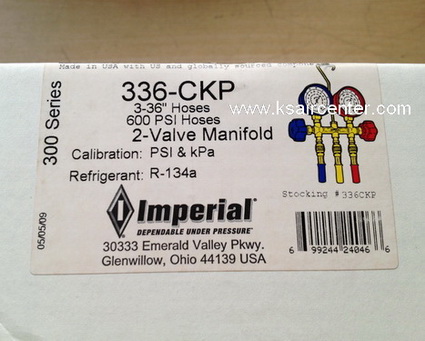 Made in USA with US and globally sourced components
300 Series
336-CKP
3-36" Hoses
www.ksaircenter.com
600 PSI Hoses
2-Valve Manifold
Calibration: PSI & kPa
Refrigerant: R-134a
Stocking #336CKP
Imperial®
DEPENDABLE UNDER PRESSURE™
30333 Emerald Valley Pkwy.
Glenwillow, Ohio 44139 USA
05/05/09
6 99244 24046 6